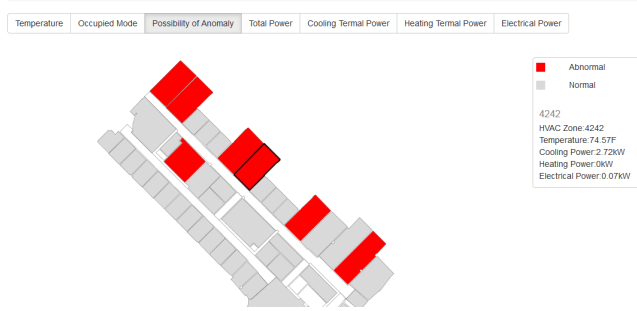 Temperature Occupied Mode Possibility of Anomaly Total Power Cooling Termal Power Heating Termal Power Electrical Power
Abnormal
Normal
4242
HVAC Zone:4242
Temperature:74.57F
Cooling Power:2.72kW
Heating Power:0kW
Electrical Power:0.07kW